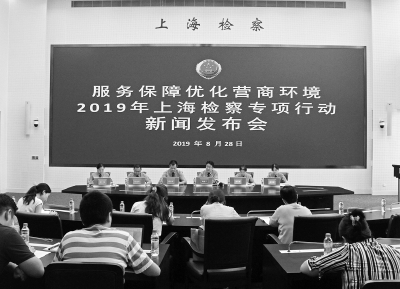 上海检察
服务保障优化营商环境
2019年上海检察专项行动
新闻发布会
2019 年 8 月 28 日